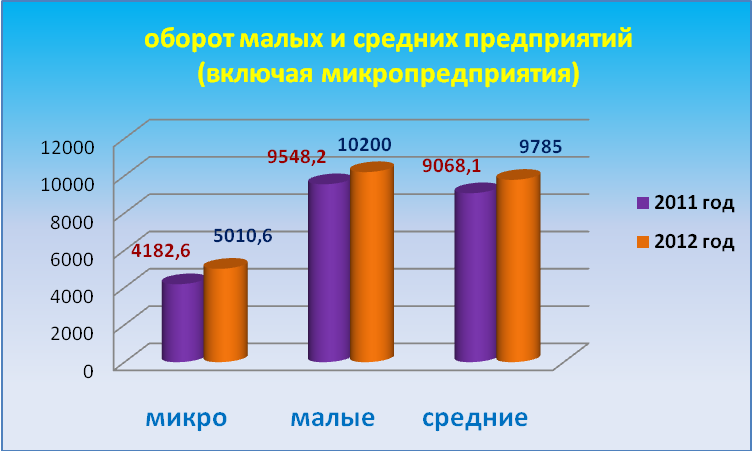 оборот малых и средних предприятий
(включая микропредприятия)
12000
10000
8000
6000
4000
2000
0
4182,6
5010,6
9548,2
10200
9068,1
9785
микро
малые
средние
2011 год
2012 год